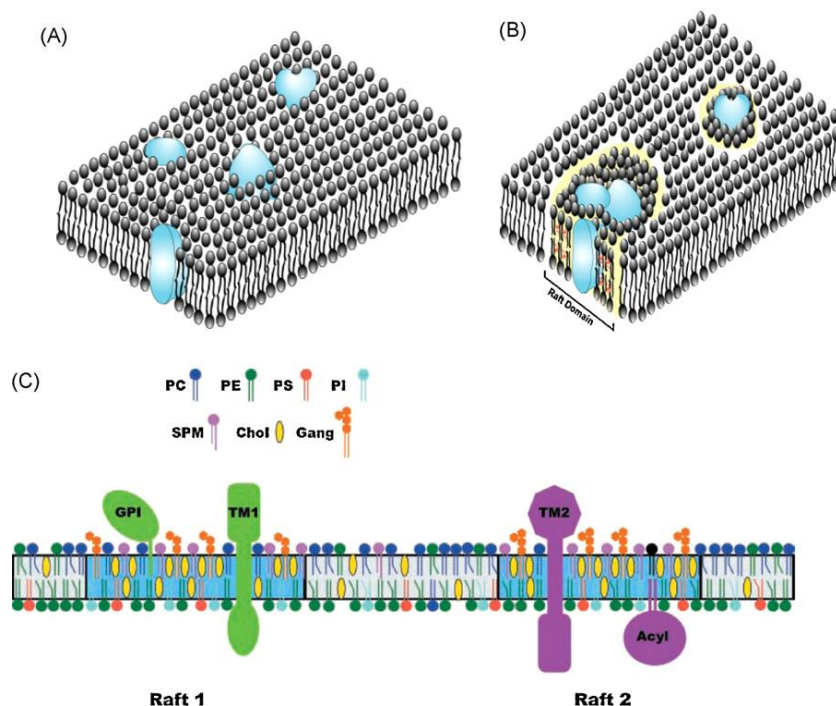 (A)
(B)
Raft Domain
(C)
PC PE PS PI
SPM Chol Gang
GPI TM1 TM2
Acyl
Raft 1 Raft 2